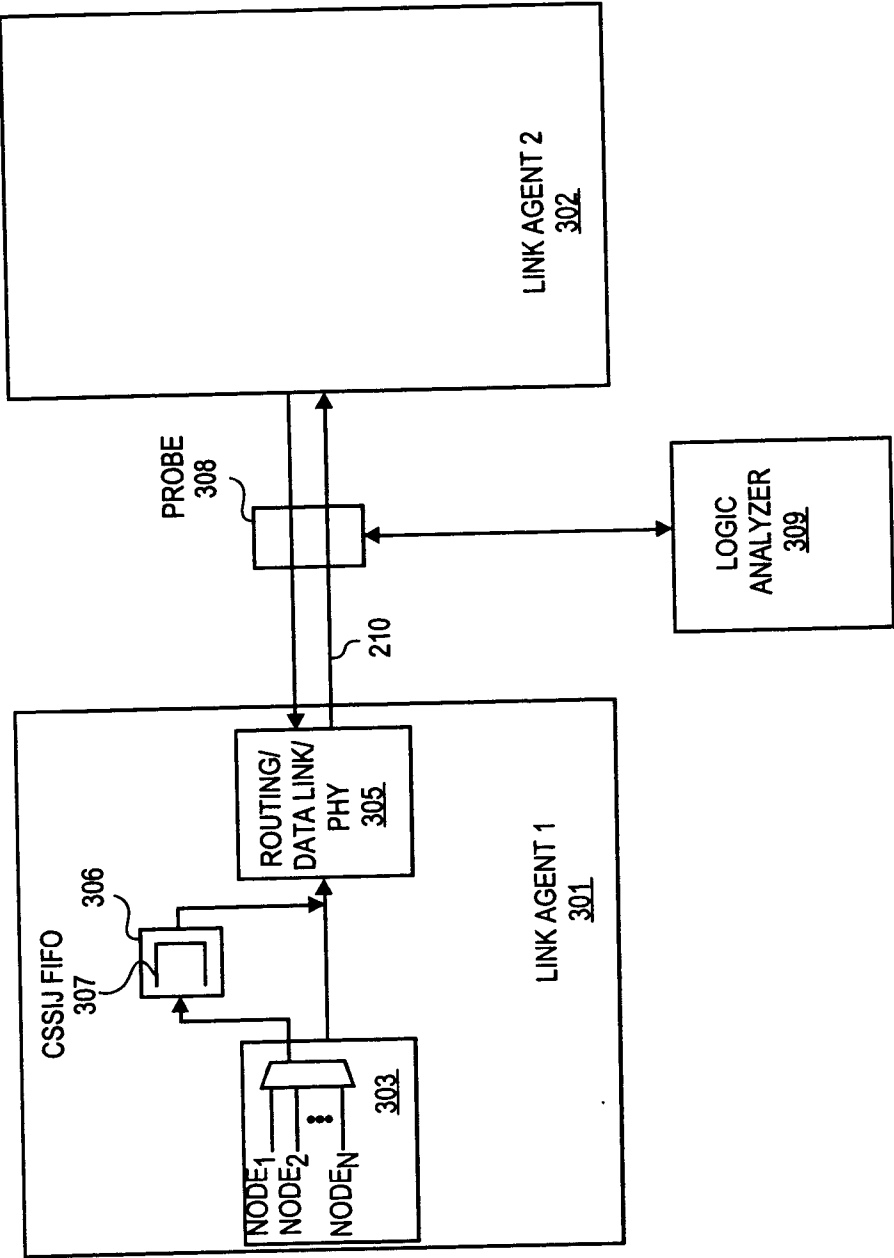 CSSIJ FIFO
307
306
NODE1
NODE2
NODEN
303
ROUTING/
DATA LINK/
PHY
305
LINK AGENT 1
301
210
PROBE
308
LOGIC
ANALYZER
309
LINK AGENT 2
302